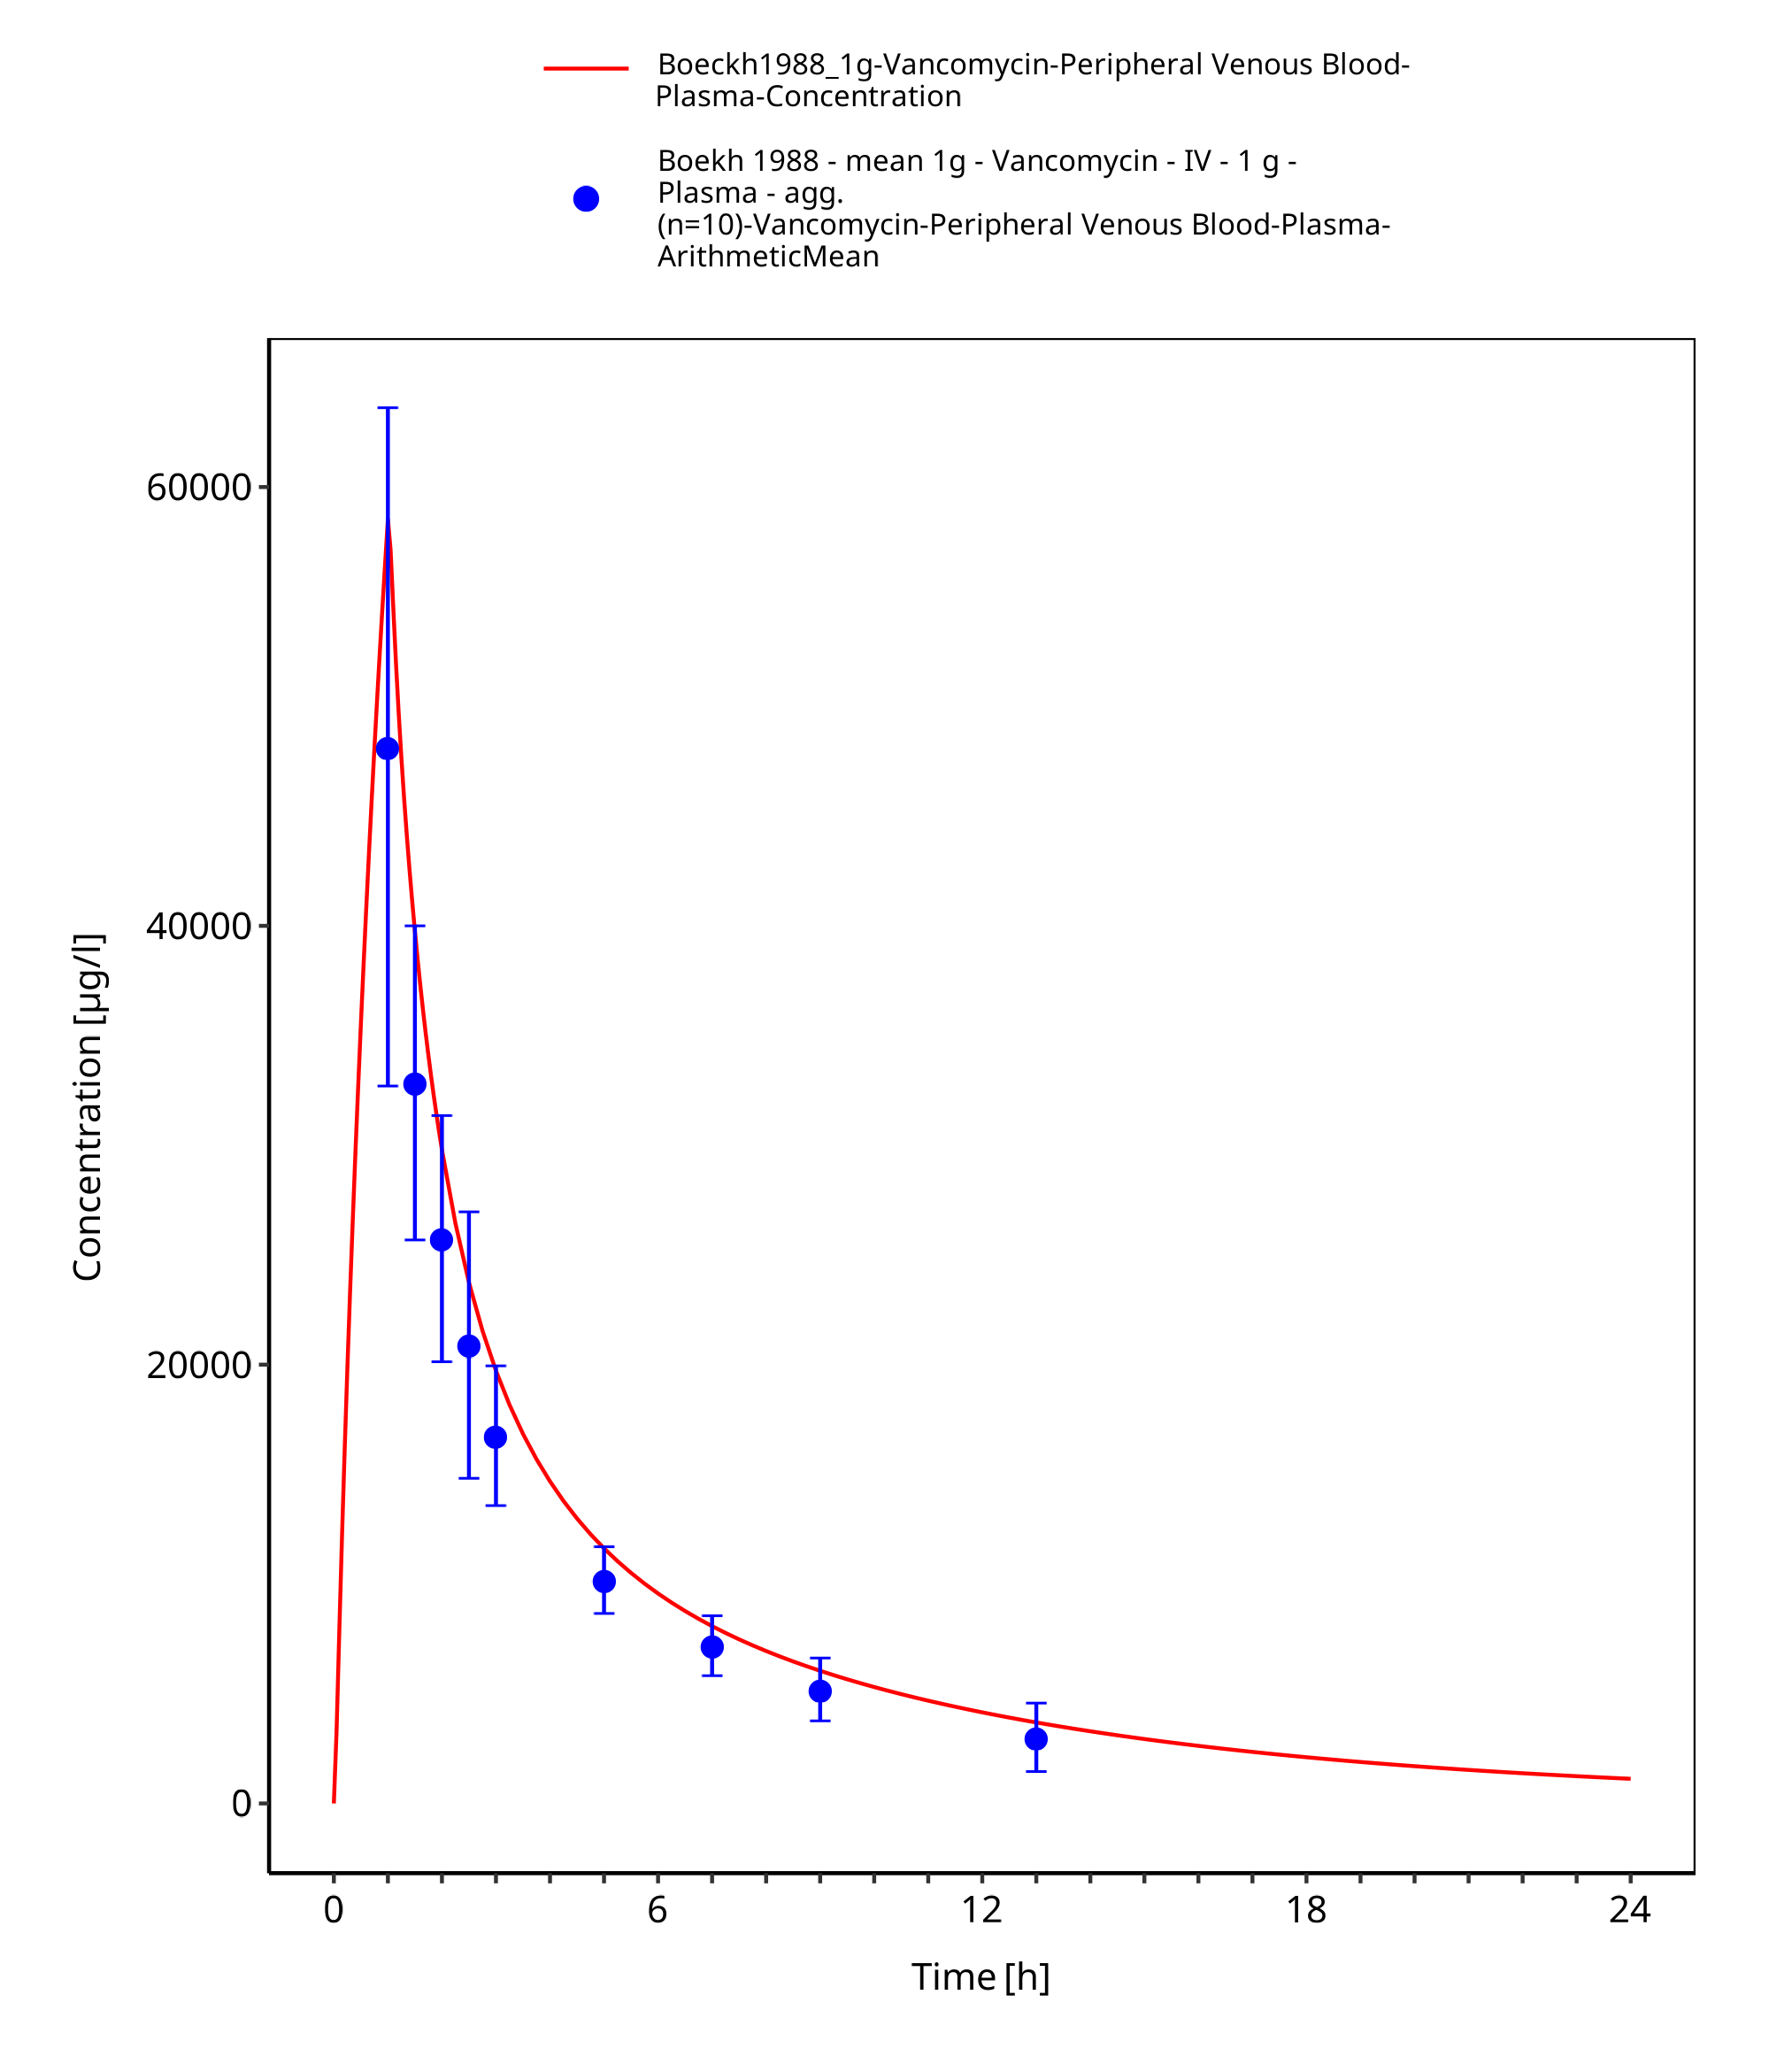 Boeckh1988_1g-Vancomycin-Peripheral Venous Blood-
Plasma-Concentration
Boekh 1988 - mean 1g - Vancomycin - IV - 1 g -
Plasma - agg.
(n=10)-Vancomycin-Peripheral Venous Blood-Plasma-
ArithmeticMean
60000
40000
20000
0
Concentration [µg/l]
0 6 12 18 24
Time [h]